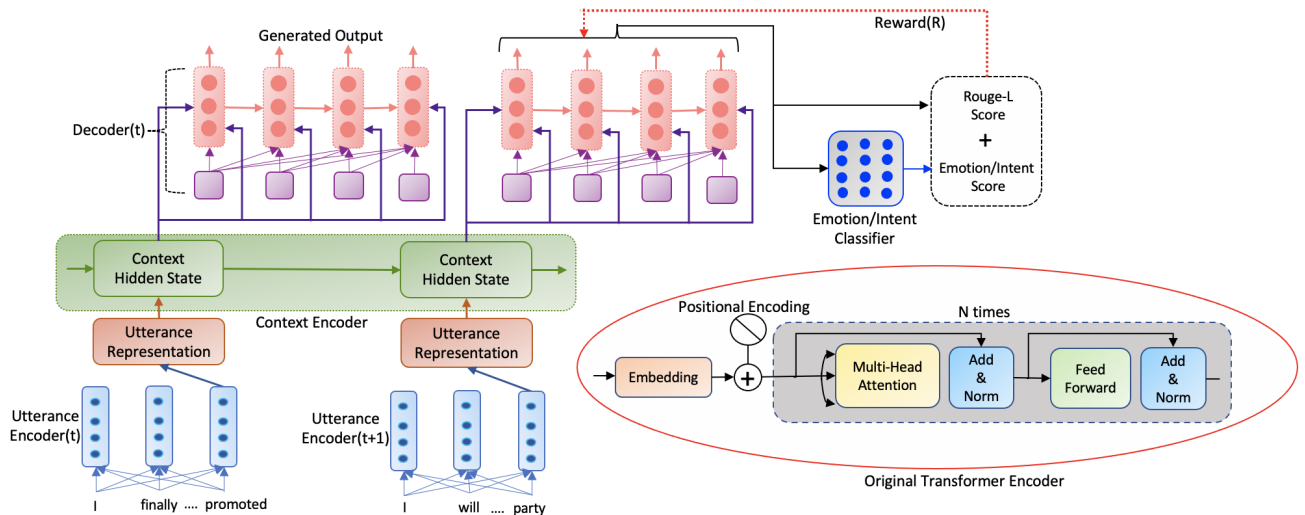 Reward(R)
Generated Output
Decoder(t)
Rouge-L
Score
+
Emotion/Intent
Score
Emotion/Intent
Classifier
Context
Hidden State
Context
Hidden State
Context Encoder
Utterance
Representation
Utterance
Representation
Utterance
Encoder(t)
Utterance
Encoder(t+1)
I finally .... promoted
I will .... party
Positional Encoding
N times
Embedding
+
Multi-Head
Attention
Add
&
Norm
Feed
Forward
Add
&
Norm
Original Transformer Encoder